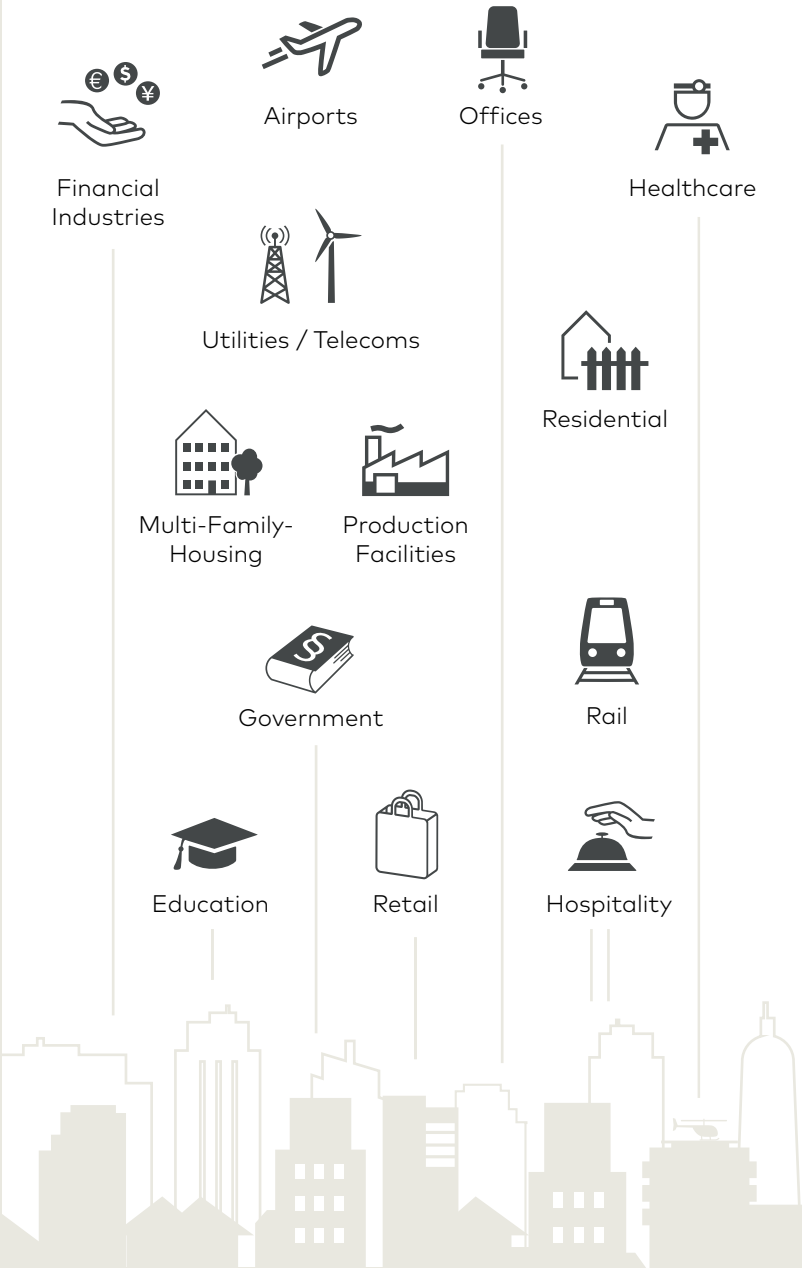 € $ ¥
Airports
Offices
Financial
Industries
Healthcare
Utilities / Telecoms
Residential
Multi-Family-
Housing
Production
Facilities
§
Government
Rail
Education
Retail
Hospitality